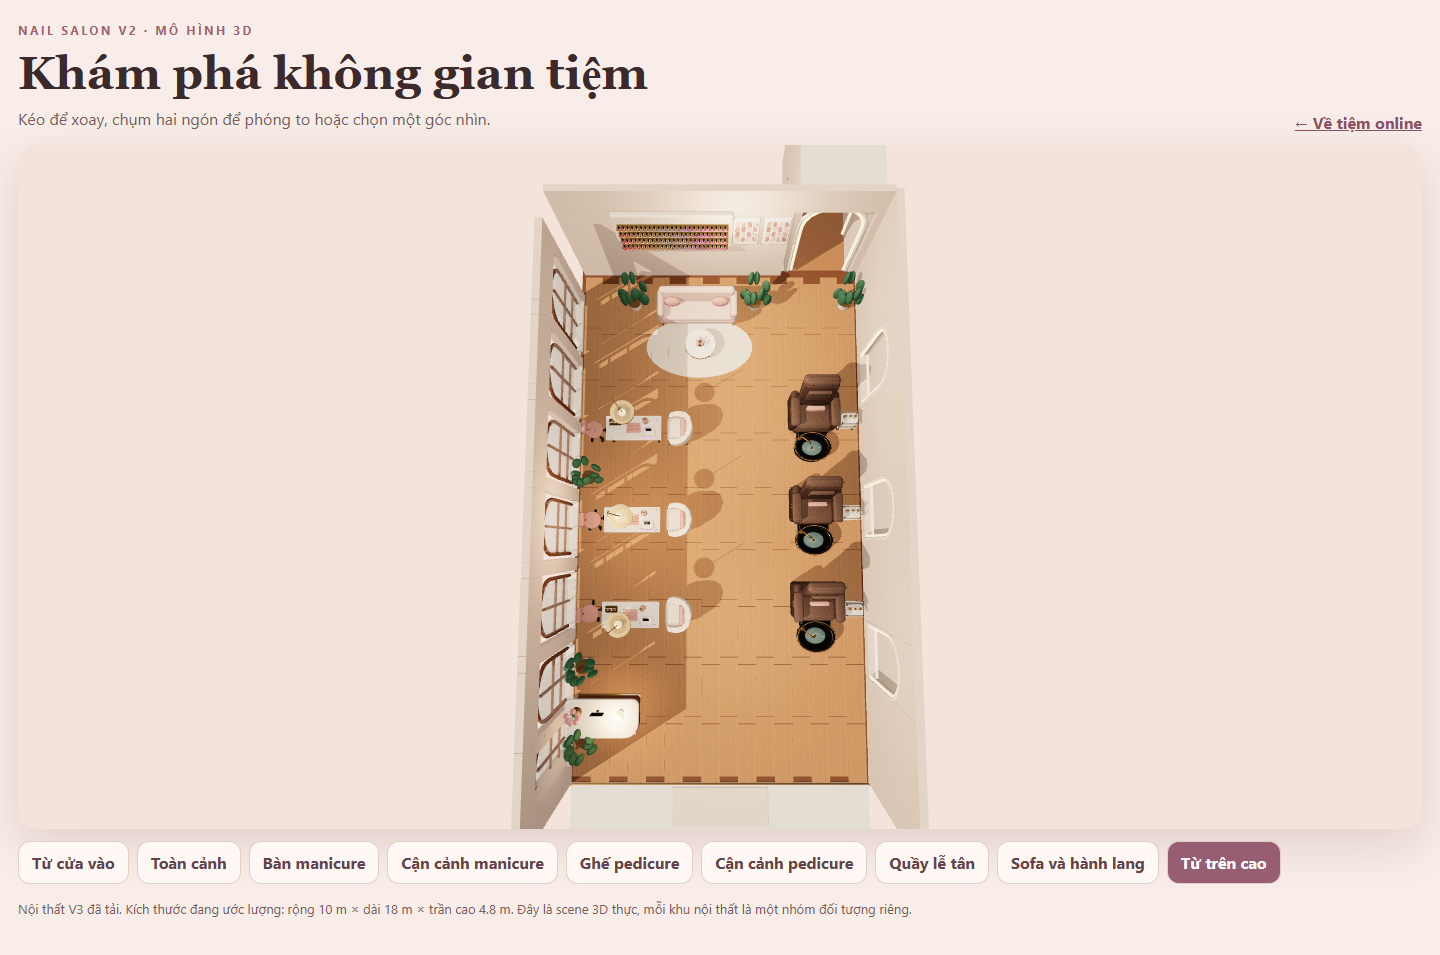 NAIL SALON V2 · MÔ HÌNH 3D
Khám phá không gian tiệm
Kéo để xoay, chụm hai ngón để phóng to hoặc chọn một góc nhìn.
← Về tiệm online
Từ cửa vào
Toàn cảnh
Bàn manicure
Cận cảnh manicure
Ghế pedicure
Cận cảnh pedicure
Quầy lễ tân
Sofa và hành lang
Từ trên cao
Nội thất V3 đã tải. Kích thước đang ước lượng: rộng 10 m × dài 18 m × trần cao 4.8 m. Đây là scene 3D thực, mỗi khu nội thất là một nhóm đối tượng riêng.